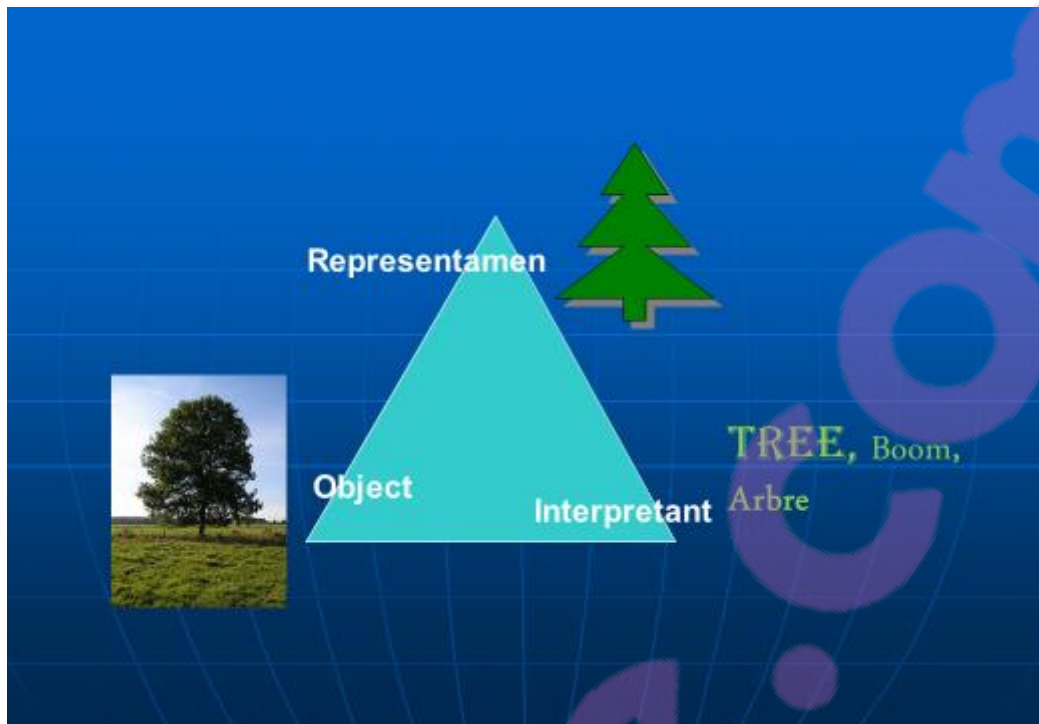 Representamen
TREE, Boom,
Object
Arbre
Interpretant